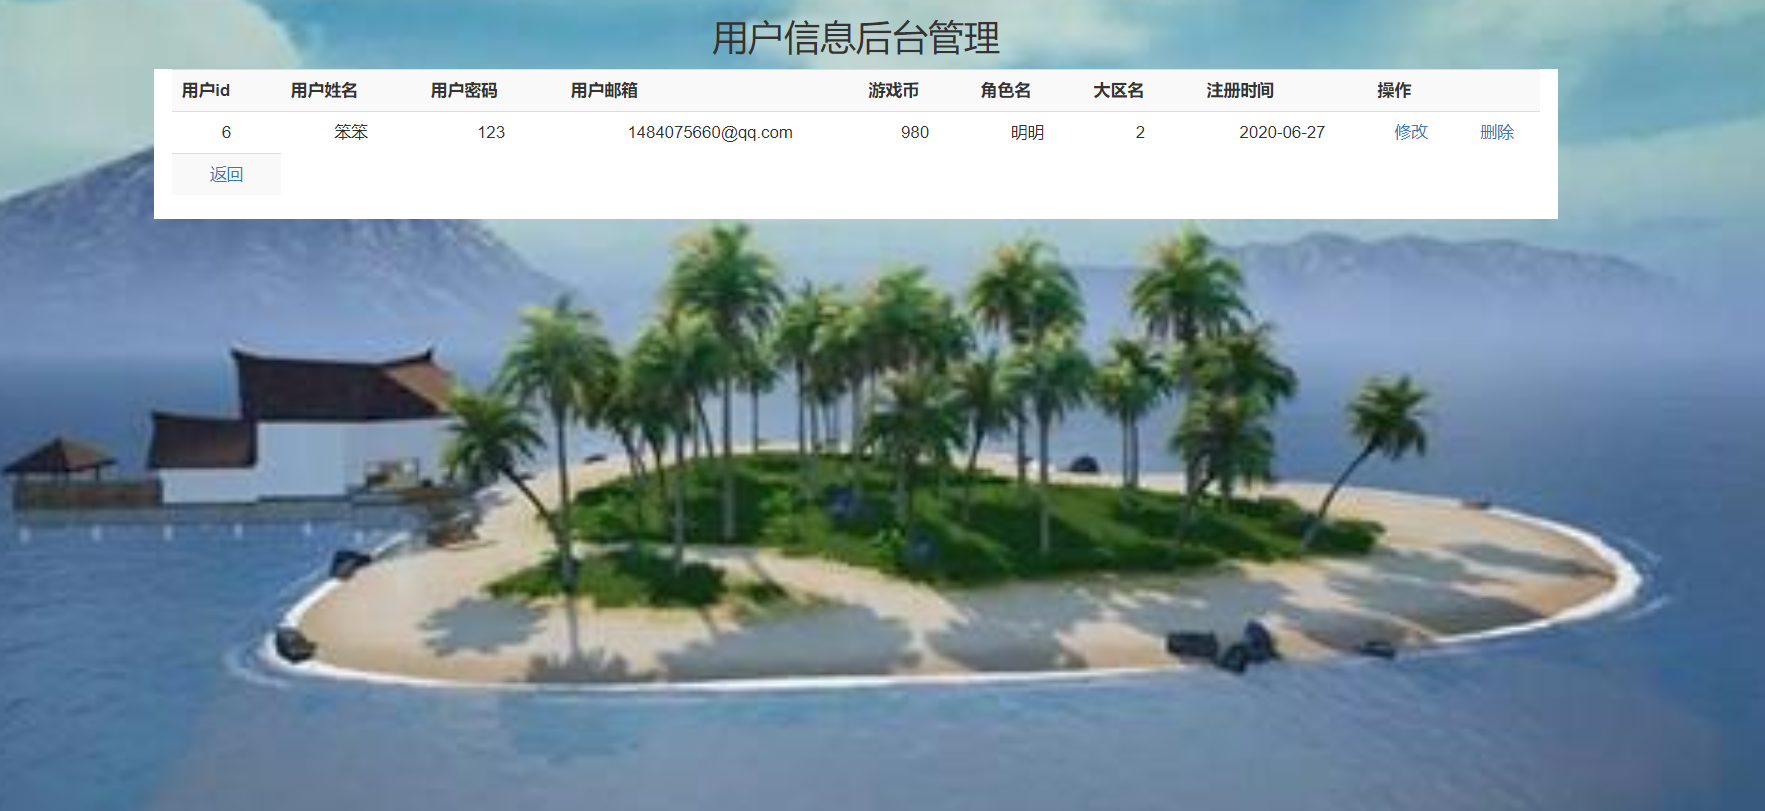 用户信息后台管理
用户id 用户姓名 用户密码 用户邮箱 游戏币 角色名 大区名 注册时间 操作
6 笨笨 123 1484075660@qq.com 980 明明 2 2020-06-27 修改 删除
返回